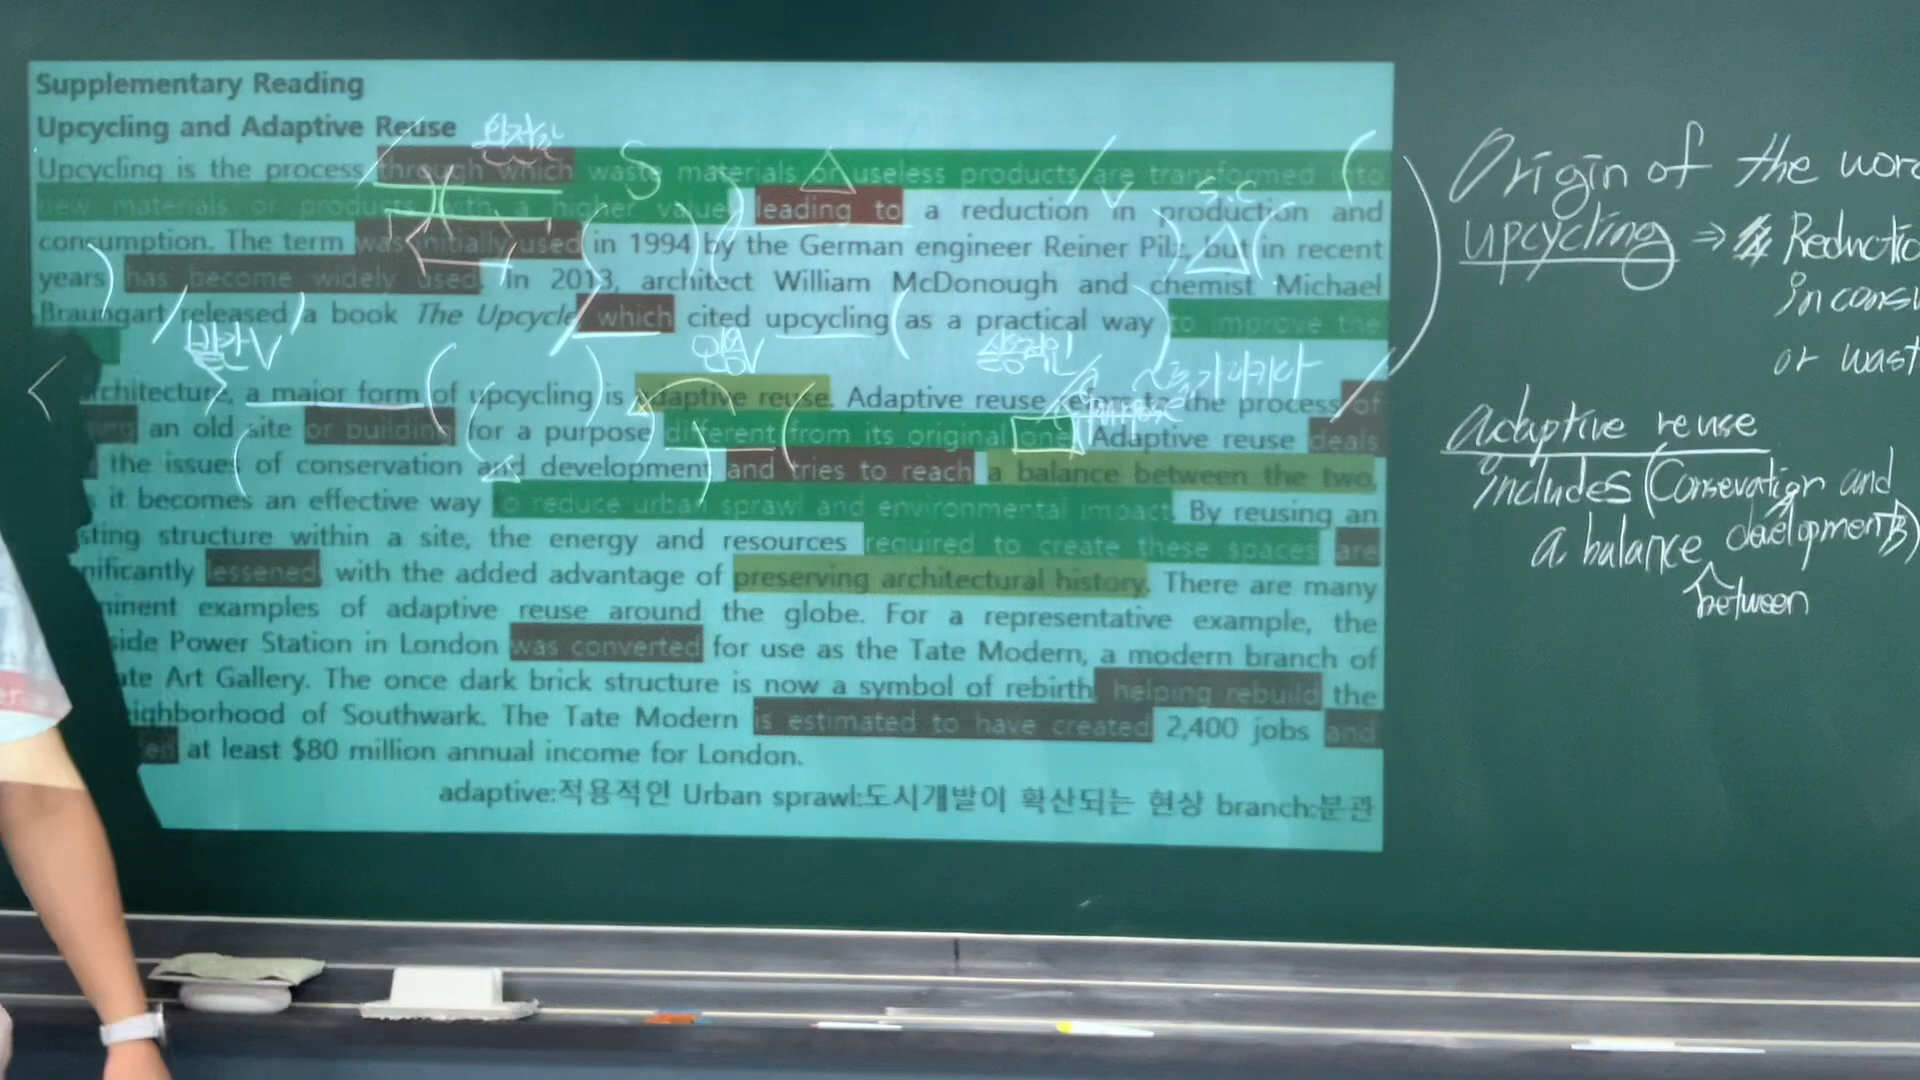 Supplementary Reading
Upcycling and Adaptive Reuse
Upcycling is the process through which waste materials or useless products are transformed into
new materials or products with a higher value, leading to a reduction in production and
consumption. The term was initially used in 1994 by the German engineer Reiner Pilz, but in recent
years has become widely used. In 2013, architect William McDonough and chemist Michael
Braungart released a book The Upcycle, which cited upcycling as a practical way to improve the
architecture, a major form of upcycling is adaptive reuse. Adaptive reuse refers to the process of
an old site or building for a purpose different from its original one. Adaptive reuse deals
the issues of conservation and development and tries to reach a balance between the two.
it becomes an effective way to reduce urban sprawl and environmental impact. By reusing an
sting structure within a site, the energy and resources required to create these spaces are
nificantly lessened, with the added advantage of preserving architectural history. There are many
minent examples of adaptive reuse around the globe. For a representative example, the
side Power Station in London was converted for use as the Tate Modern, a modern branch of
ate Art Gallery. The once dark brick structure is now a symbol of rebirth, helping rebuild the
ighborhood of Southwark. The Tate Modern is estimated to have created 2,400 jobs and
ed at least $80 million annual income for London.
adaptive:적용적인 Urban sprawl:도시개발이 확산되는 현상 branch:분관
S
V
S.C
실용적인
Origin of the wor
upcycling ⇒ Reductio
in consu
or wast
adaptive reuse
includes (Consevation and
a balance development
between